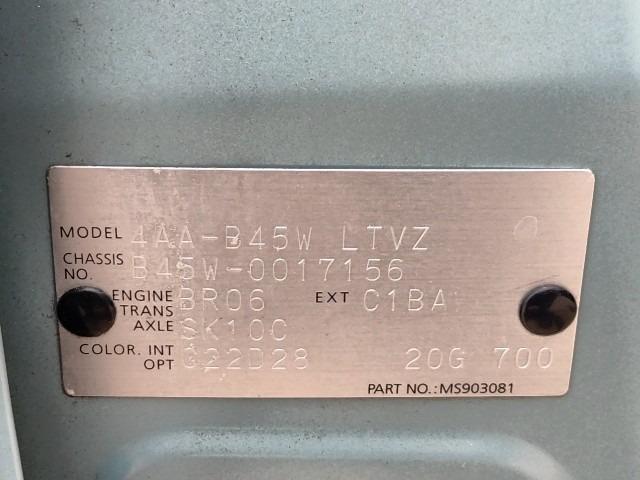 MODEL 4AA-B45W LTVZ
CHASSIS NO. B45W-0017156
ENGINE BR06 EXT C1BA
TRANS AXLE SK10C
COLOR. INT OPT G22D28 20G 700
PART NO.:MS903081